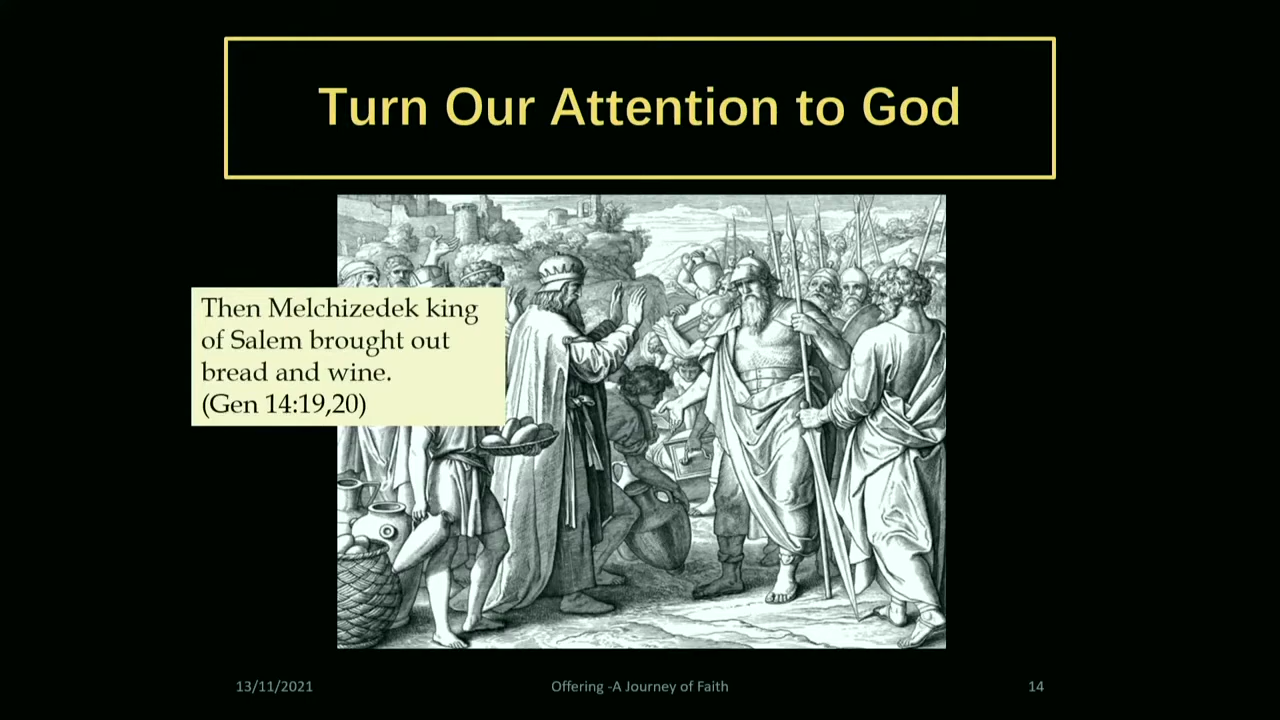 Turn Our Attention to God
Then Melchizedek king
of Salem brought out
bread and wine.
(Gen 14:19,20)
13/11/2021
Offering -A Journey of Faith
14